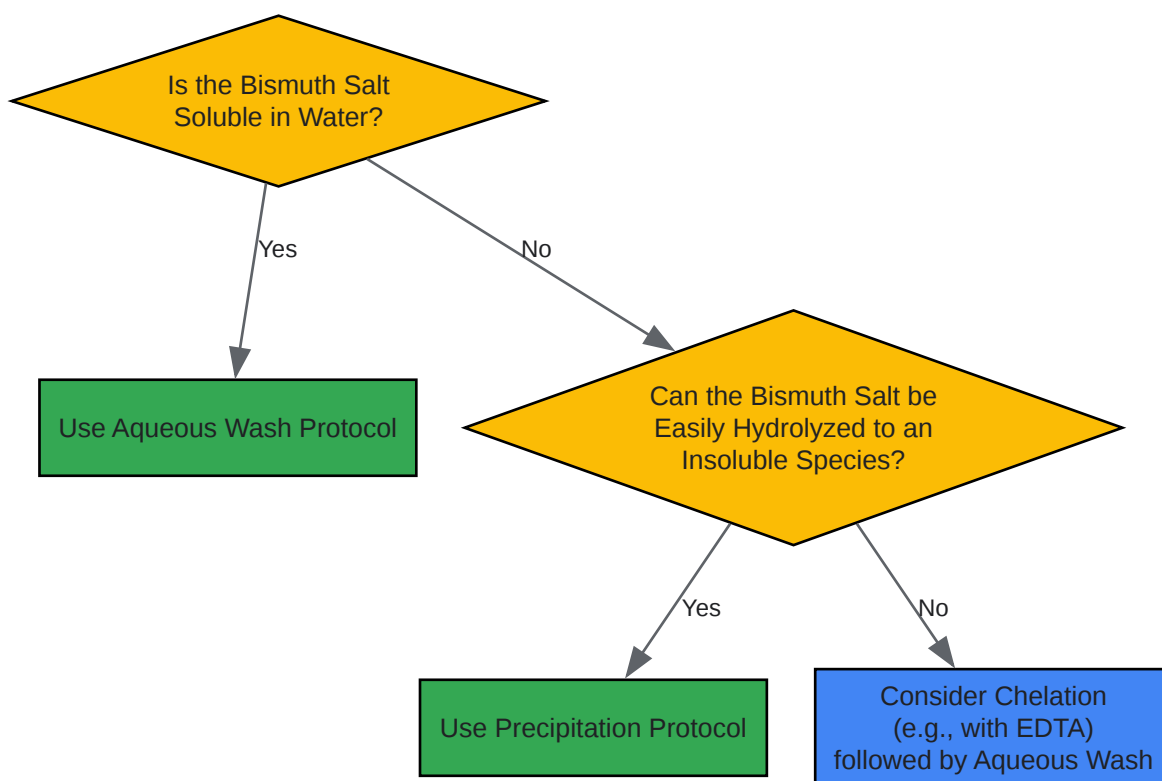 Is the Bismuth Salt
Soluble in Water?
Yes
No
Use Aqueous Wash Protocol
Can the Bismuth Salt be
Easily Hydrolyzed to an
Insoluble Species?
Yes
No
Use Precipitation Protocol
Consider Chelation
(e.g., with EDTA)
followed by Aqueous Wash